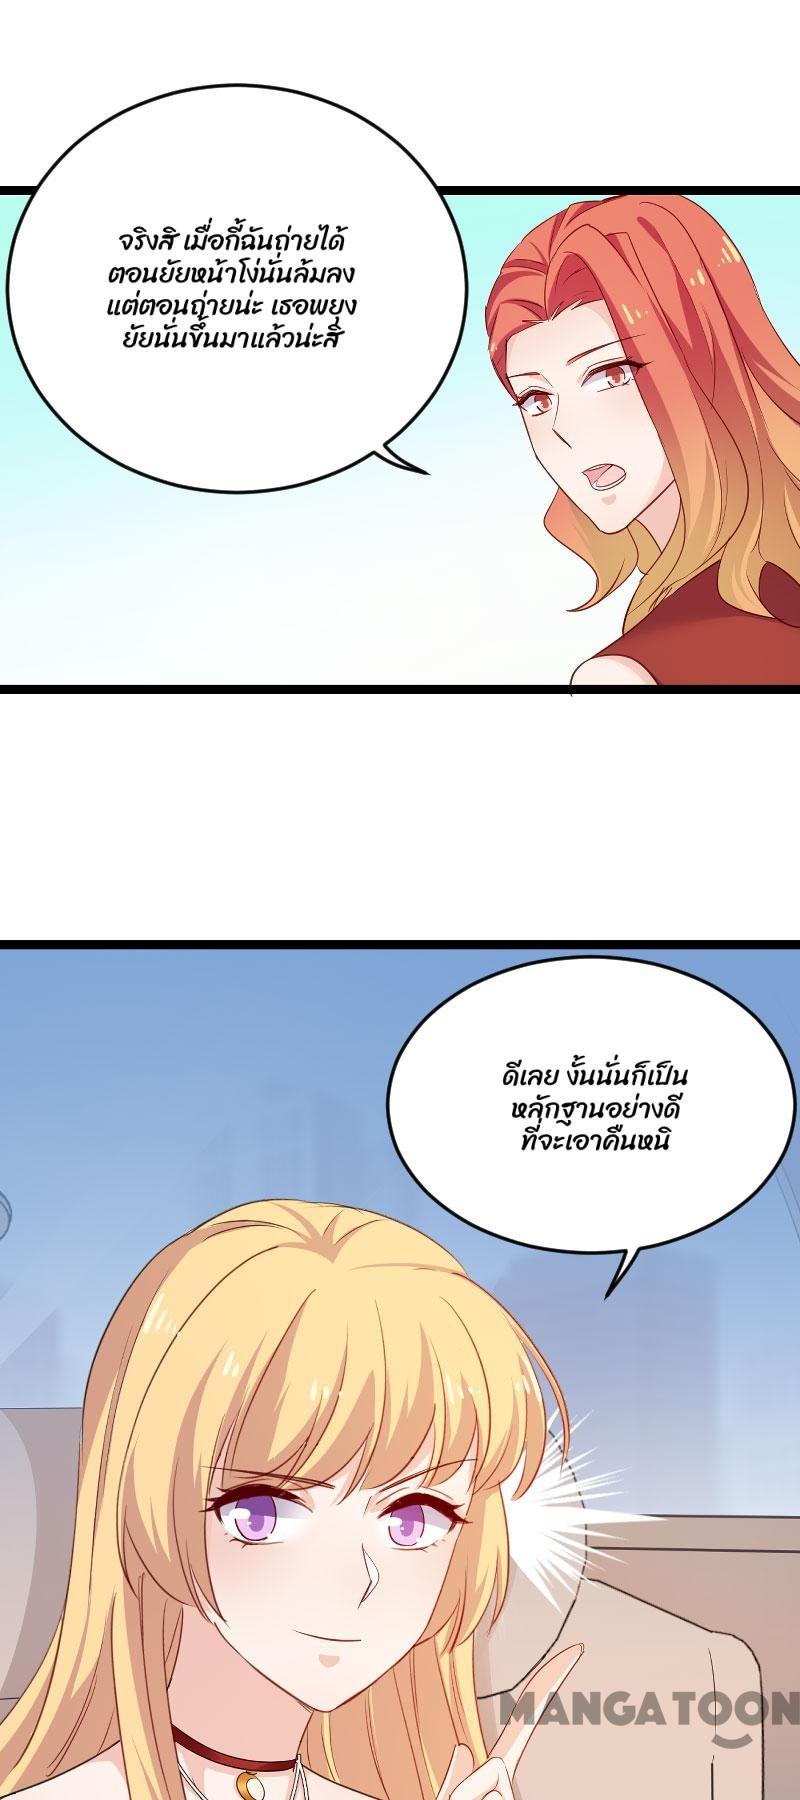 จริงสิ เมื่อกี้ฉันถ่ายได้
ตอนยัยหน้าโง่นั่นล้มลง
แต่ตอนถ่ายน่ะ เธอพยุง
ยัยนั่นขึ้นมาแล้วน่ะสิ
ดีเลย งั้นนั่นก็เป็น
หลักฐานอย่างดี
ที่จะเอาคืนหนิ
MANGATOON